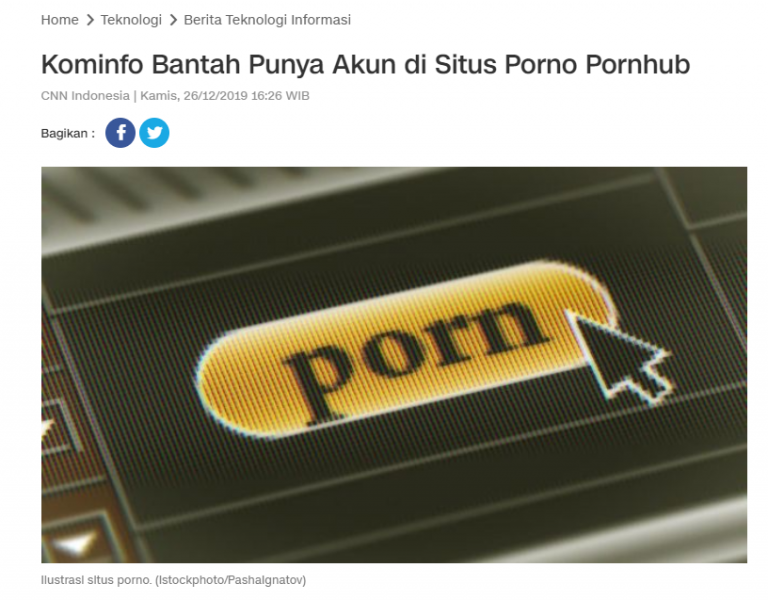 Home > Teknologi > Berita Teknologi Informasi
Kominfo Bantah Punya Akun di Situs Porno Pornhub
CNN Indonesia | Kamis, 26/12/2019 16:26 WIB
Bagikan :
porn
Ilustrasi situs porno. (Istockphoto/PashaIgnatov)